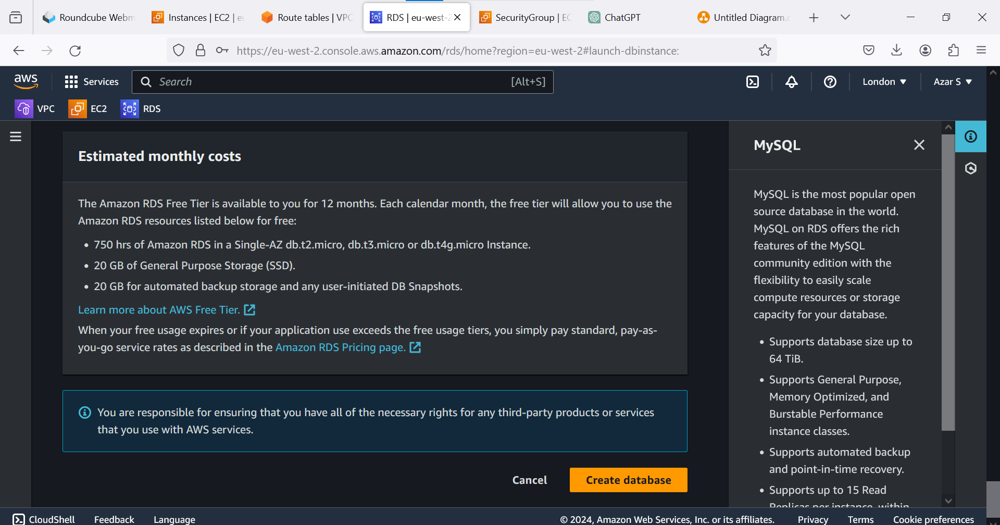 Roundcube Webm
Instances | EC2 | eu
Route tables | VPC
RDS | eu-west-2
SecurityGroup | EC
ChatGPT
Untitled Diagram.
https://eu-west-2.console.aws.amazon.com/rds/home?region=eu-west-2#launch-dbinstance:
aws
Services
Search
[Alt+S]
London
Azar S
VPC
EC2
RDS
Estimated monthly costs
The Amazon RDS Free Tier is available to you for 12 months. Each calendar month, the free tier will allow you to use the
Amazon RDS resources listed below for free:
• 750 hrs of Amazon RDS in a Single-AZ db.t2.micro, db.t3.micro or db.t4g.micro Instance.
• 20 GB of General Purpose Storage (SSD).
• 20 GB for automated backup storage and any user-initiated DB Snapshots.
Learn more about AWS Free Tier.
When your free usage expires or if your application use exceeds the free usage tiers, you simply pay standard, pay-as-
you-go service rates as described in the Amazon RDS Pricing page.
You are responsible for ensuring that you have all of the necessary rights for any third-party products or services
that you use with AWS services.
Cancel
Create database
MySQL
MySQL is the most popular open
source database in the world.
MySQL on RDS offers the rich
features of the MySQL
community edition with the
flexibility to easily scale
compute resources or storage
capacity for your database.
• Supports database size up to
64 TiB.
• Supports General Purpose,
Memory Optimized, and
Burstable Performance
instance classes.
• Supports automated backup
and point-in-time recovery.
• Supports up to 15 Read
Replicas per instance, within
CloudShell
Feedback
Language
© 2024, Amazon Web Services, Inc. or its affiliates.
Privacy
Terms
Cookie preferences